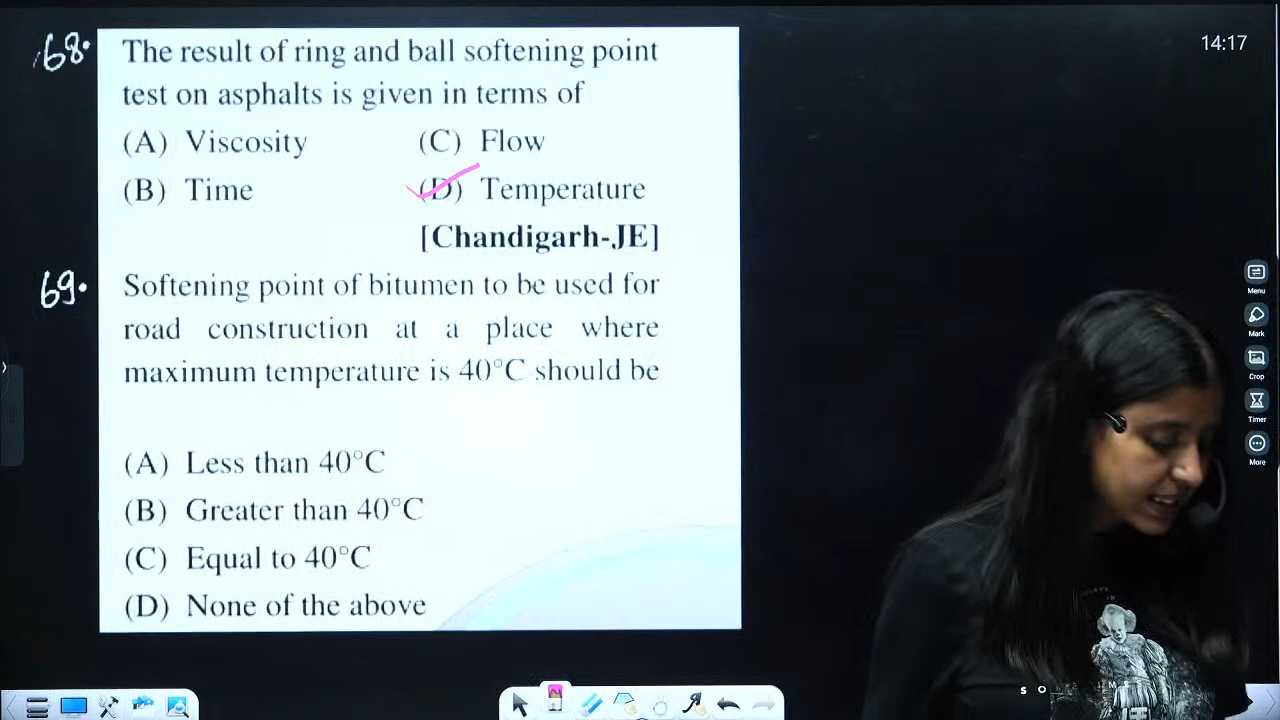 14:17
68.
The result of ring and ball softening point
test on asphalts is given in terms of
(A) Viscosity (C) Flow
(B) Time (D) Temperature
[Chandigarh-JE]
69.
Softening point of bitumen to be used for
road construction at a place where
maximum temperature is 40°C should be
(A) Less than 40°C
(B) Greater than 40°C
(C) Equal to 40°C
(D) None of the above
Menu
Mark
Crop
Timer
More